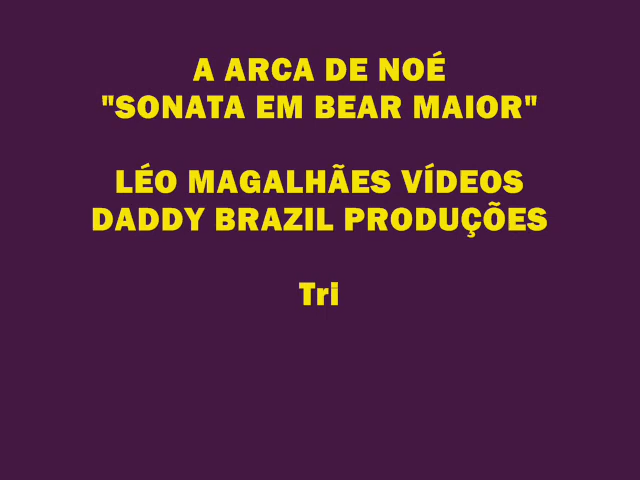 A ARCA DE NOÉ
"SONATA EM BEAR MAIOR"
LÉO MAGALHÃES VÍDEOS
DADDY BRAZIL PRODUÇÕES
Tri